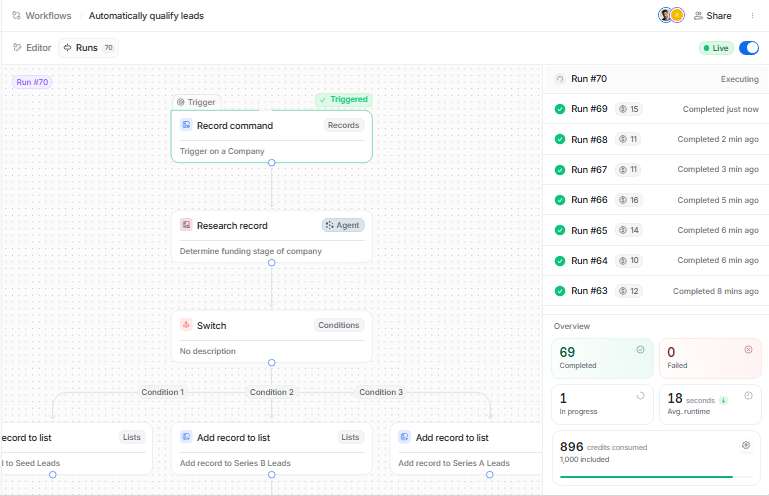 Workflows / Automatically qualify leads
Share
Editor
Runs 70
Live
Run #70
Trigger
Triggered
Record command
Records
Trigger on a Company
Research record
Agent
Determine funding stage of company
Switch
Conditions
No description
Condition 1
Condition 2
Condition 3
ecord to list
Lists
l to Seed Leads
Add record to list
Lists
Add record to Series B Leads
Add record to list
Add record to Series A Leads
Run #70 Executing
Run #69 15 Completed just now
Run #68 11 Completed 2 min ago
Run #67 11 Completed 3 min ago
Run #66 16 Completed 5 min ago
Run #65 14 Completed 6 min ago
Run #64 10 Completed 6 min ago
Run #63 12 Completed 8 mins ago
Overview
69
Completed
0
Failed
1
In progress
18 seconds
Avg. runtime
896 credits consumed
1,000 included